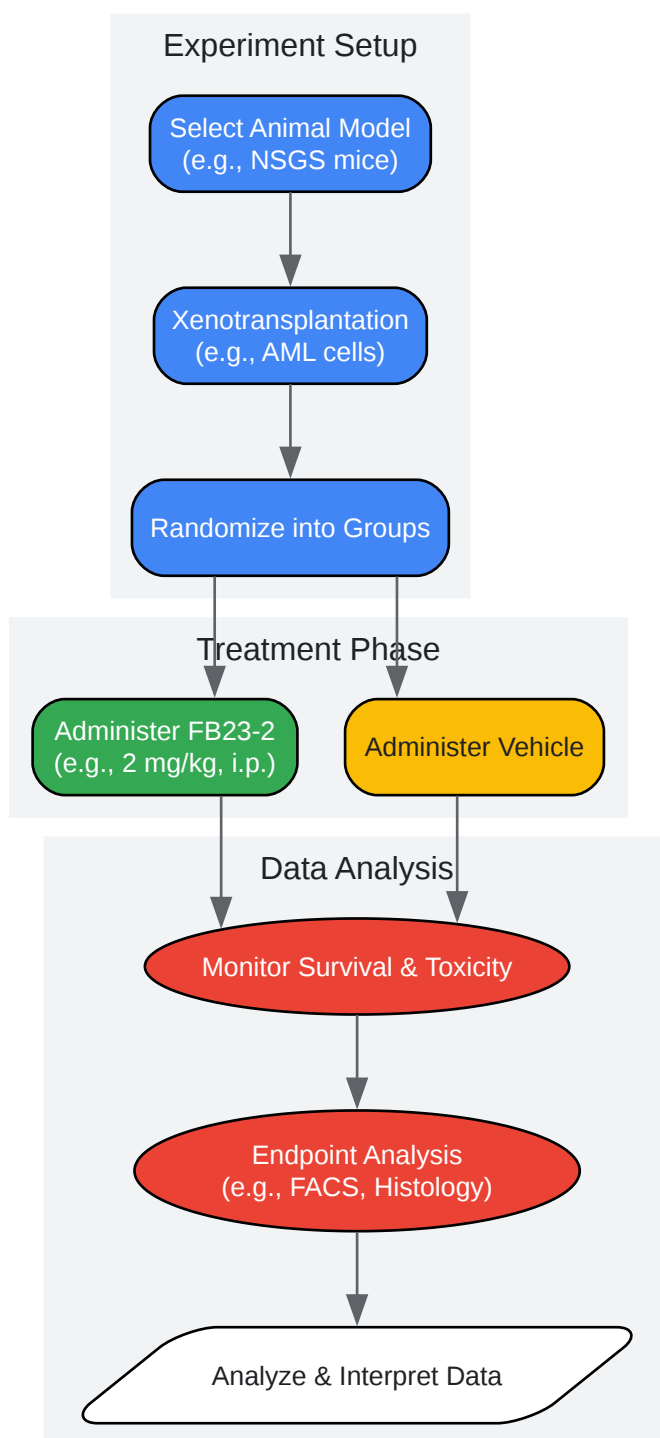 Experiment Setup
Select Animal Model
(e.g., NSGS mice)
Xenotransplantation
(e.g., AML cells)
Randomize into Groups
Treatment Phase
Administer FB23-2
(e.g., 2 mg/kg, i.p.)
Administer Vehicle
Data Analysis
Monitor Survival & Toxicity
Endpoint Analysis
(e.g., FACS, Histology)
Analyze & Interpret Data